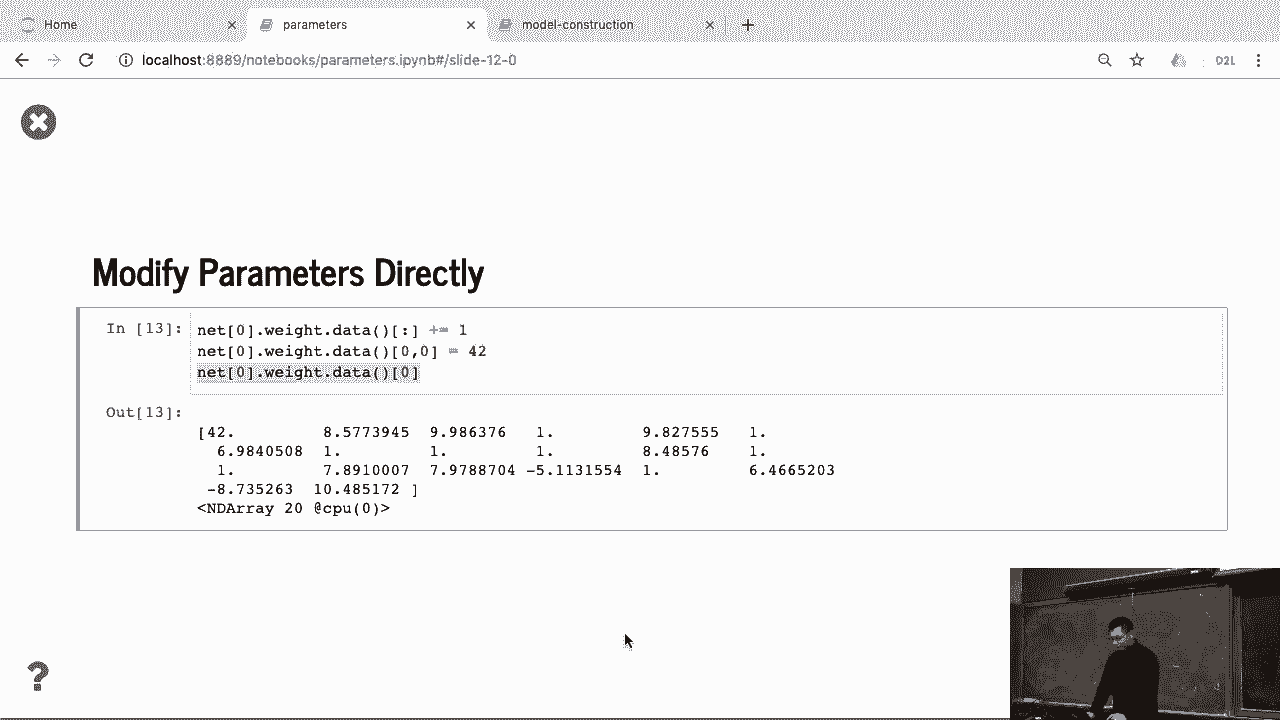 Home
parameters
model-construction
localhost:8889/notebooks/parameters.ipynb#/slide-12-0
D2L
Modify Parameters Directly
In [13]:
net[0].weight.data()[:] += 1
net[0].weight.data()[0,0] = 42
net[0].weight.data()[0]
Out[13]:
[42. 8.5773945 9.986376 1. 9.827555 1.
6.9840508 1. 1. 1. 8.48576 1.
1. 7.8910007 7.9788704 -5.1131554 1. 6.4665203
-8.735263 10.485172 ]
<NDArray 20 @cpu(0)>
?